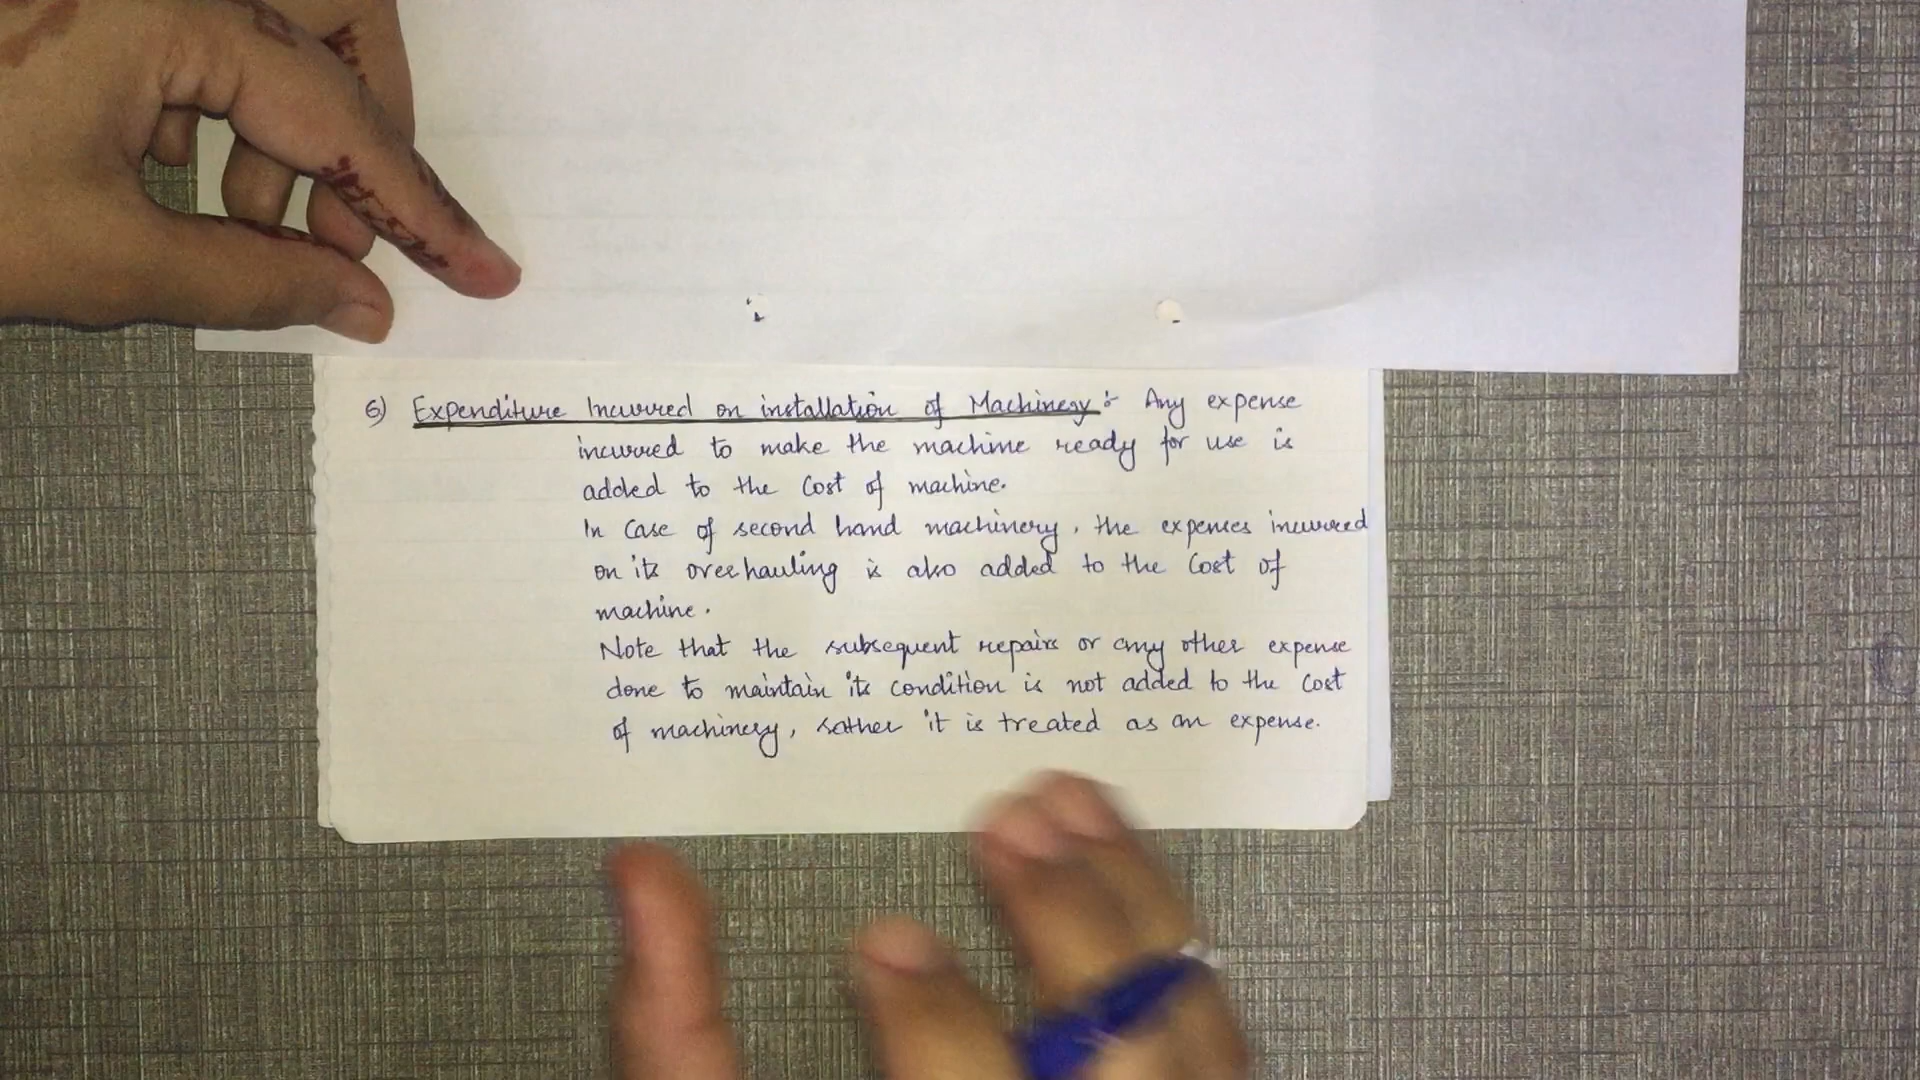 6) Expenditure Incurred on installation of Machinery :- Any expense
incurred to make the machine ready for use is
added to the Cost of machine.
In Case of second hand machinery, the expenses incurred
on its overhauling is also added to the Cost of
machine.
Note that the subsequent repairs or any other expense
done to maintain its condition is not added to the Cost
of machinery, rather it is treated as an expense.